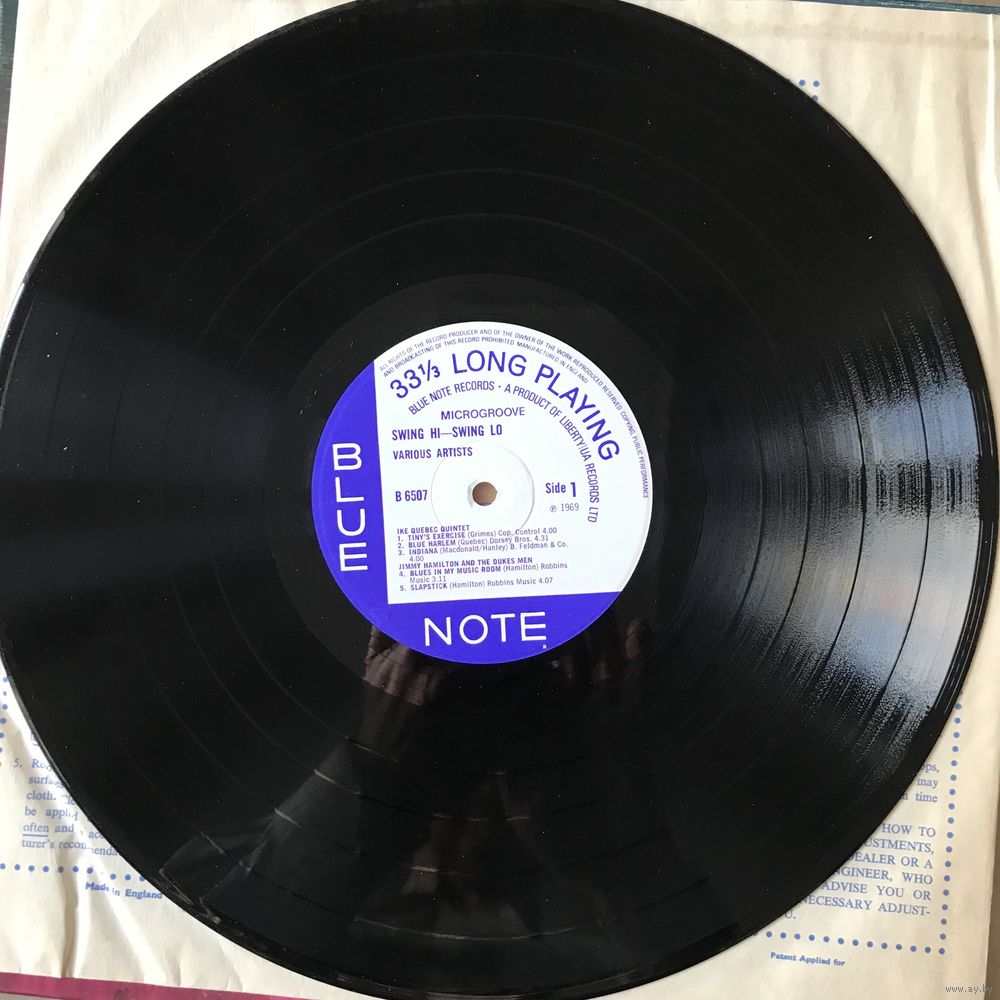 ALL RIGHTS OF THE RECORD PRODUCER AND OF THE OWNER OF THE WORK REPRODUCED RESERVED COPYING, PUBLIC PERFORMANCE
AND BROADCASTING OF THIS RECORD PROHIBITED MANUFACTURED IN ENGLAND
33⅓ LONG PLAYING
BLUE NOTE RECORDS · A PRODUCT OF LIBERTY/UA RECORDS LTD
MICROGROOVE
SWING HI—SWING LO
VARIOUS ARTISTS
B 6507
Side 1
℗ 1969
IKE QUEBEC QUINTET
1. TINY'S EXERCISE (Grimes) Cop. Control 4.00
2. BLUE HARLEM (Quebec) Dorsey Bros. 4.31
3. INDIANA (Macdonald/Hanley) B. Feldman & Co.
4.00
JIMMY HAMILTON AND THE DUKES MEN
4. BLUES IN MY MUSIC ROOM (Hamilton) Robbins
Music 3.11
5. SLAPSTICK (Hamilton) Robbins Music 4.07
BLUE
NOTE
5.
cloth.
be
often and
turer's
Made in England
may
time
HOW TO
DEALER OR A
WHO
ADVISE YOU OR
NECESSARY ADJUST-
Patent Applied for
www.ay.by